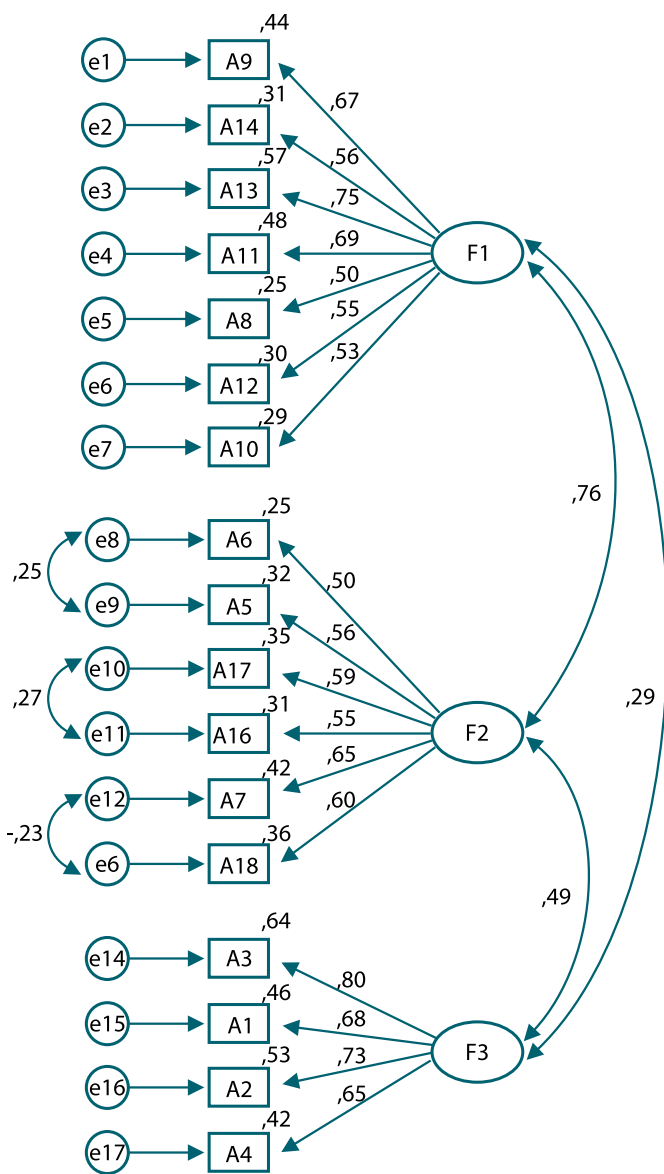 ,44
e1 A9
,67
,31
e2 A14
,56
,57
e3 A13
,75
,48
e4 A11
,69
F1
,25
e5 A8
,50
,30
e6 A12
,55
,29
e7 A10
,53
,76
,25
e8 A6
,50
,25
,32
e9 A5
,56
,35
e10 A17
,59
,27
,29
,31
e11 A16
,55
F2
,42
e12 A7
,65
-,23
,36
e6 A18
,60
,49
,64
e14 A3
,80
,46
e15 A1
,68
F3
,53
e16 A2
,73
,42
e17 A4
,65